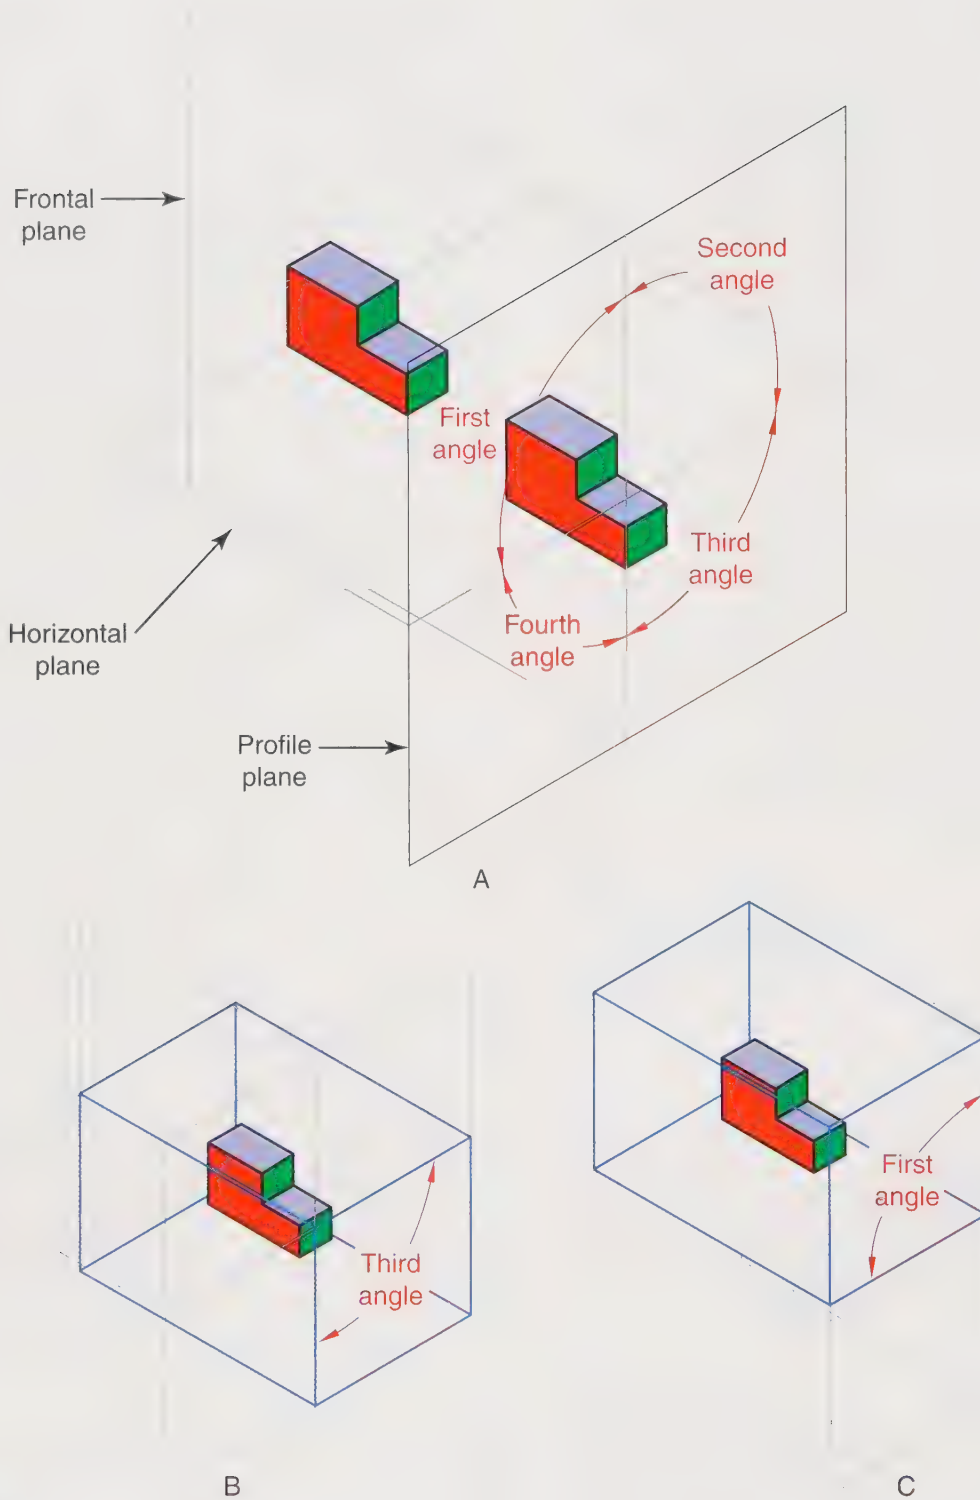 Frontal
plane
Second
angle
First
angle
Third
angle
Horizontal
plane
Fourth
angle
Profile
plane
A
First
angle
Third
angle
B
C